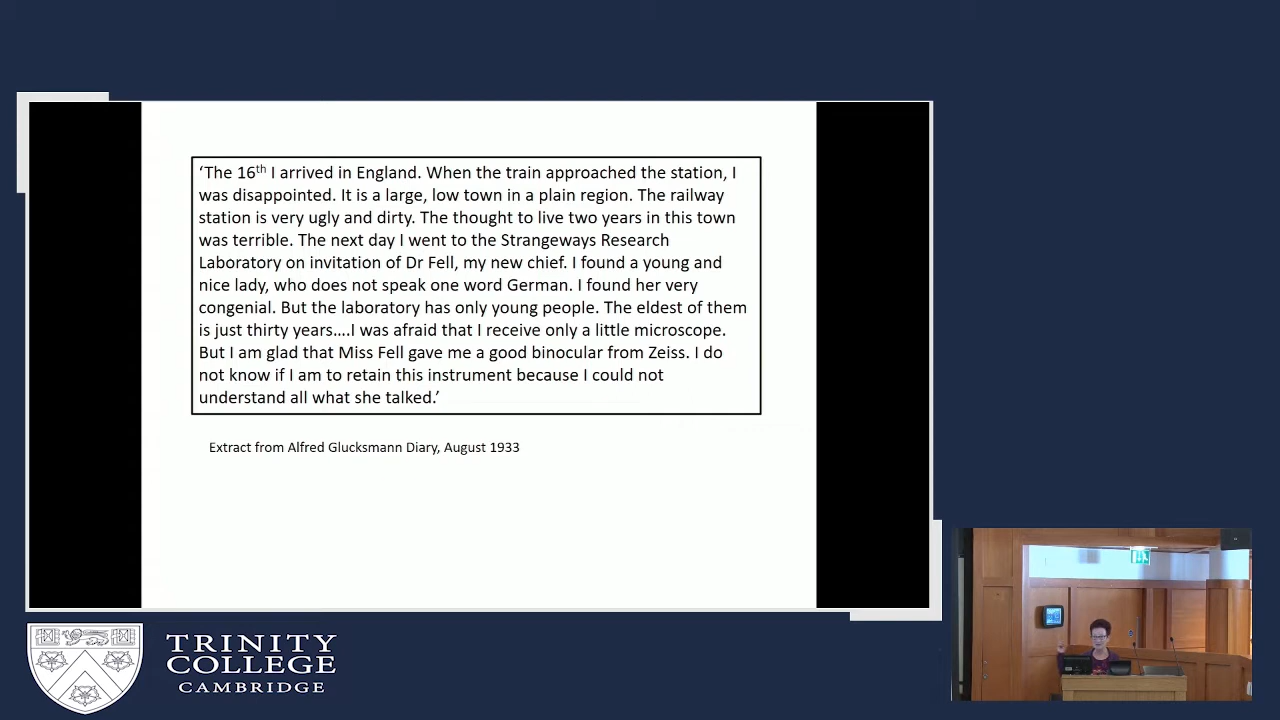 ‘The 16th I arrived in England. When the train approached the station, I
was disappointed. It is a large, low town in a plain region. The railway
station is very ugly and dirty. The thought to live two years in this town
was terrible. The next day I went to the Strangeways Research
Laboratory on invitation of Dr Fell, my new chief. I found a young and
nice lady, who does not speak one word German. I found her very
congenial. But the laboratory has only young people. The eldest of them
is just thirty years….I was afraid that I receive only a little microscope.
But I am glad that Miss Fell gave me a good binocular from Zeiss. I do
not know if I am to retain this instrument because I could not
understand all what she talked.’
Extract from Alfred Glucksmann Diary, August 1933
TRINITY
COLLEGE
CAMBRIDGE